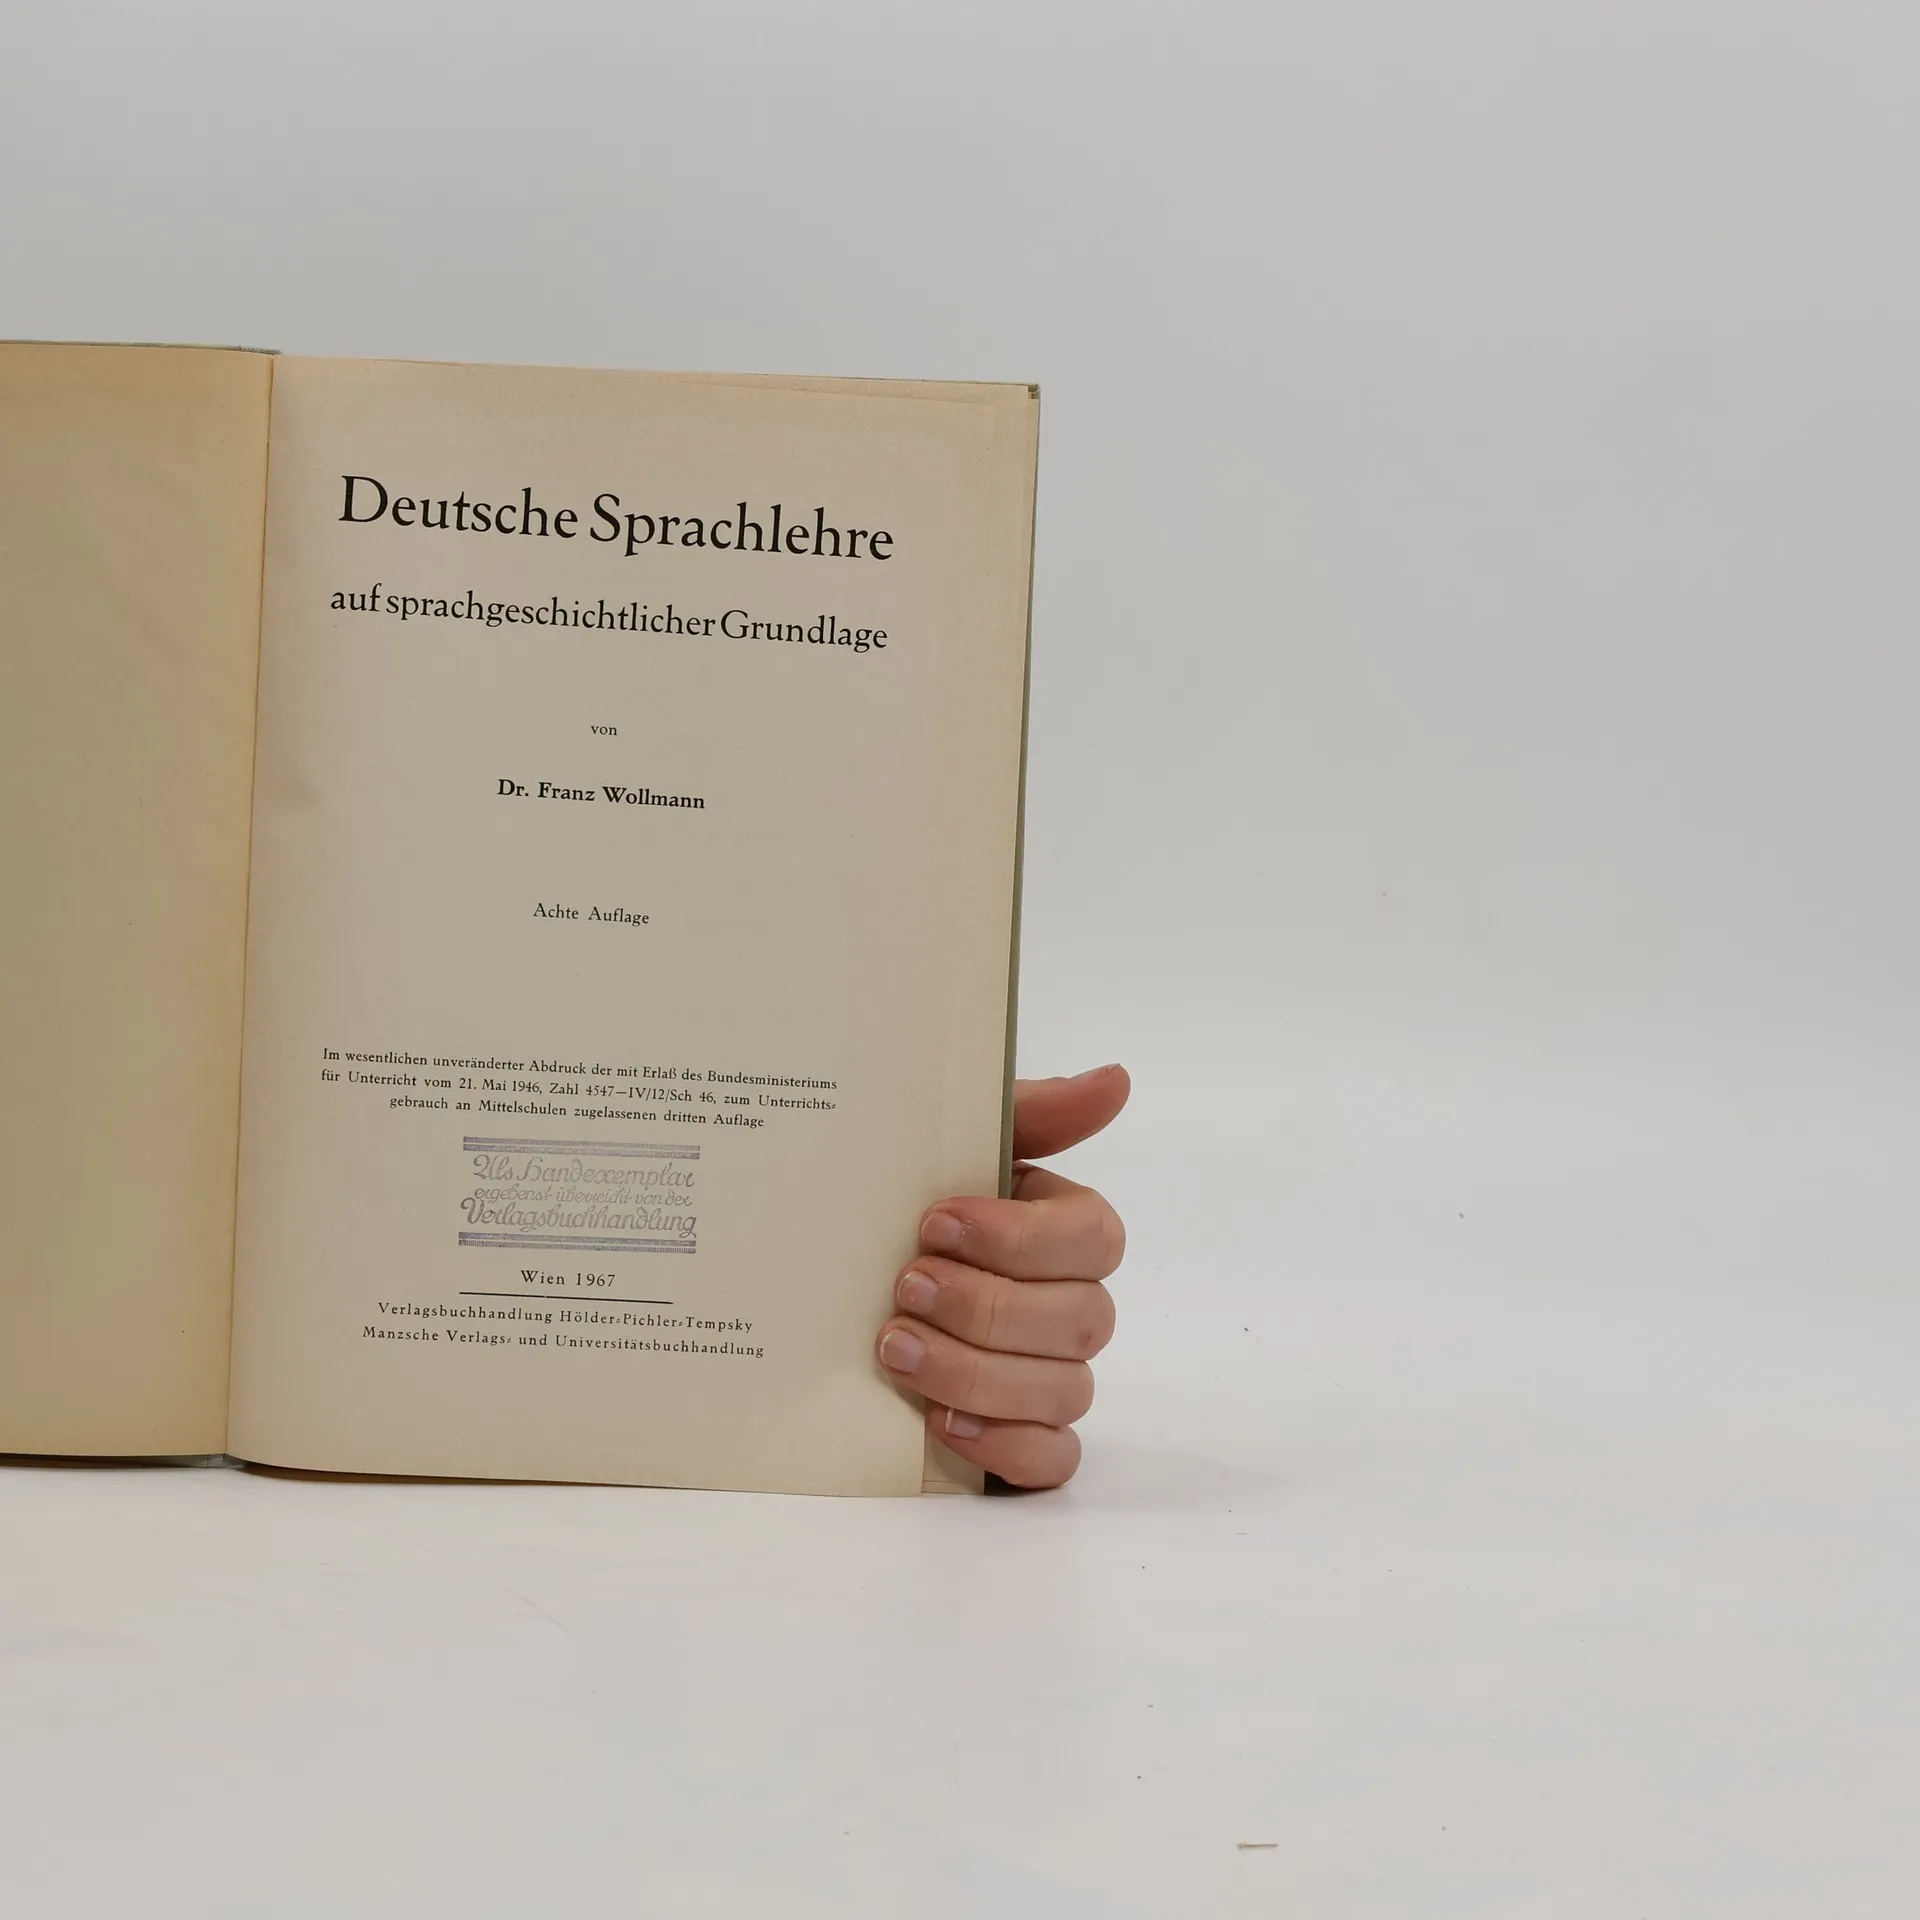 Deutsche Sprachlehre
auf sprachgeschichtlicher Grundlage
von
Dr. Franz Wollmann
Achte Auflage
Im wesentlichen unveränderter Abdruck der mit Erlaß des Bundesministeriums
für Unterricht vom 21. Mai 1946, Zahl 4547—IV/12/Sch 46, zum Unterrichts-
gebrauch an Mittelschulen zugelassenen dritten Auflage
Als Handexemplar
ergebenst überreicht von der
Verlagsbuchhandlung
Wien 1967
Verlagsbuchhandlung Hölder-Pichler-Tempsky
Manzsche Verlags- und Universitätsbuchhandlung